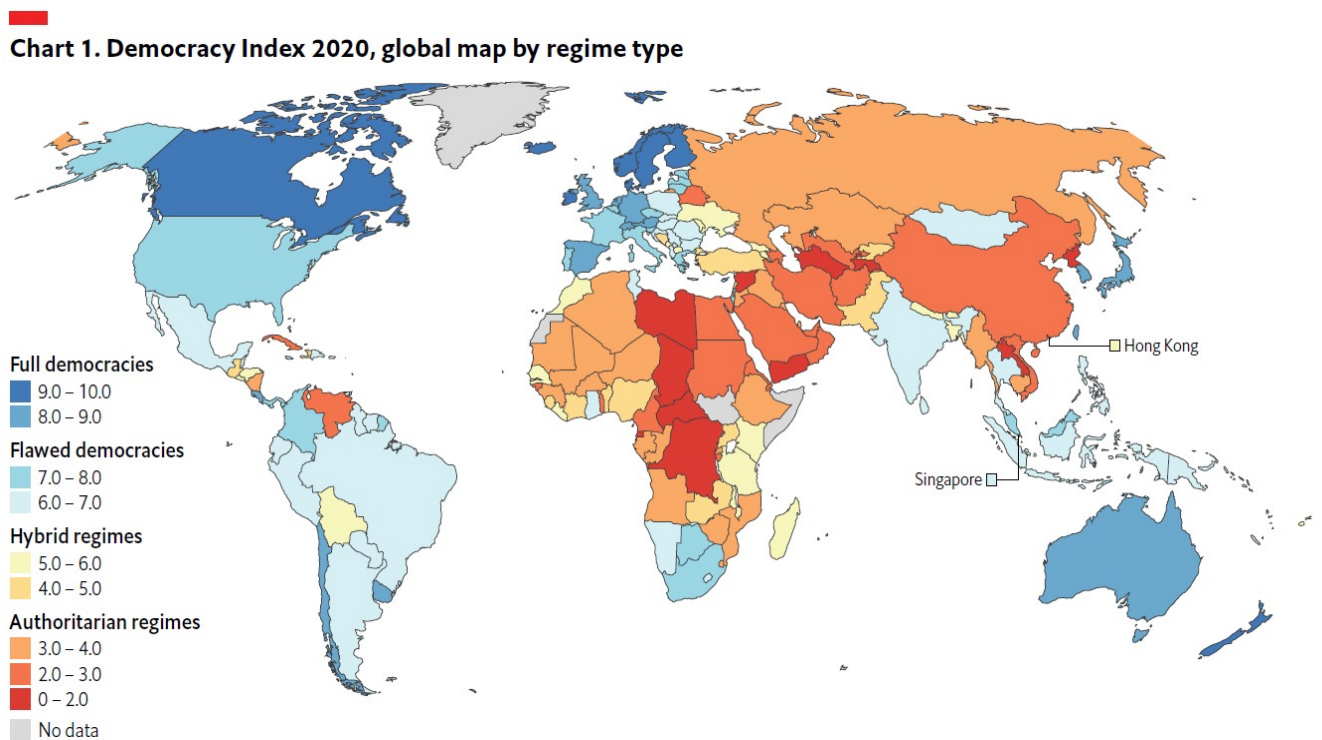 Chart 1. Democracy Index 2020, global map by regime type
Full democracies
9.0 – 10.0
8.0 – 9.0
Flawed democracies
7.0 – 8.0
6.0 – 7.0
Hybrid regimes
5.0 – 6.0
4.0 – 5.0
Authoritarian regimes
3.0 – 4.0
2.0 – 3.0
0 – 2.0
No data
Hong Kong
Singapore